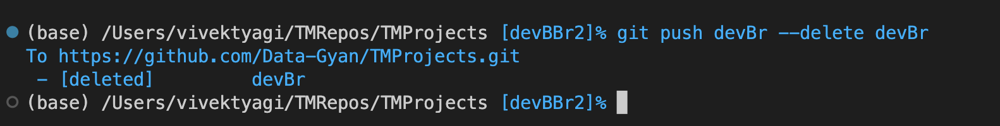 (base) /Users/vivektyagi/TMRepos/TMProjects [devBBr2]% git push devBr --delete devBr
To https://github.com/Data-Gyan/TMProjects.git
 - [deleted]         devBr
(base) /Users/vivektyagi/TMRepos/TMProjects [devBBr2]%